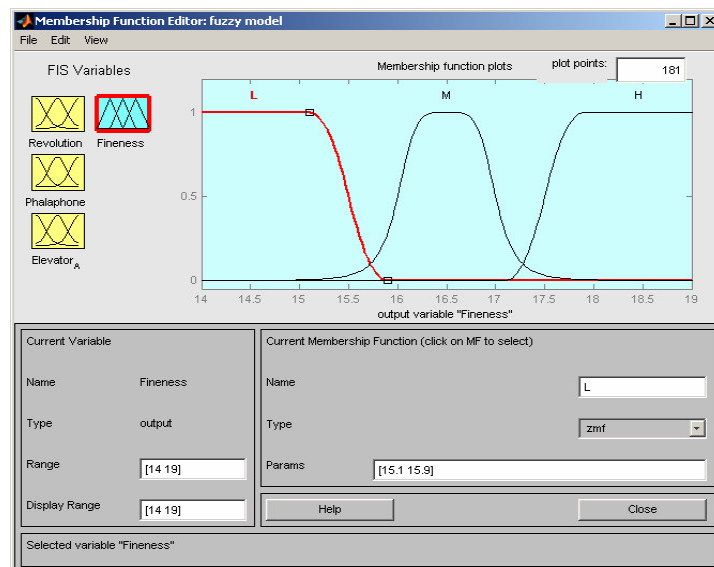 Membership Function Editor: fuzzy model
File Edit View
FIS Variables
Revolution Fineness
Phalaphone
Elevator_A
Membership function plots
plot points: 181
L M H
1
0.5
0
14 14.5 15 15.5 16 16.5 17 17.5 18 18.5 19
output variable "Fineness"
Current Variable
Name Fineness
Type output
Range [14 19]
Display Range [14 19]
Current Membership Function (click on MF to select)
Name L
Type zmf
Params [15.1 15.9]
Help Close
Selected variable "Fineness"